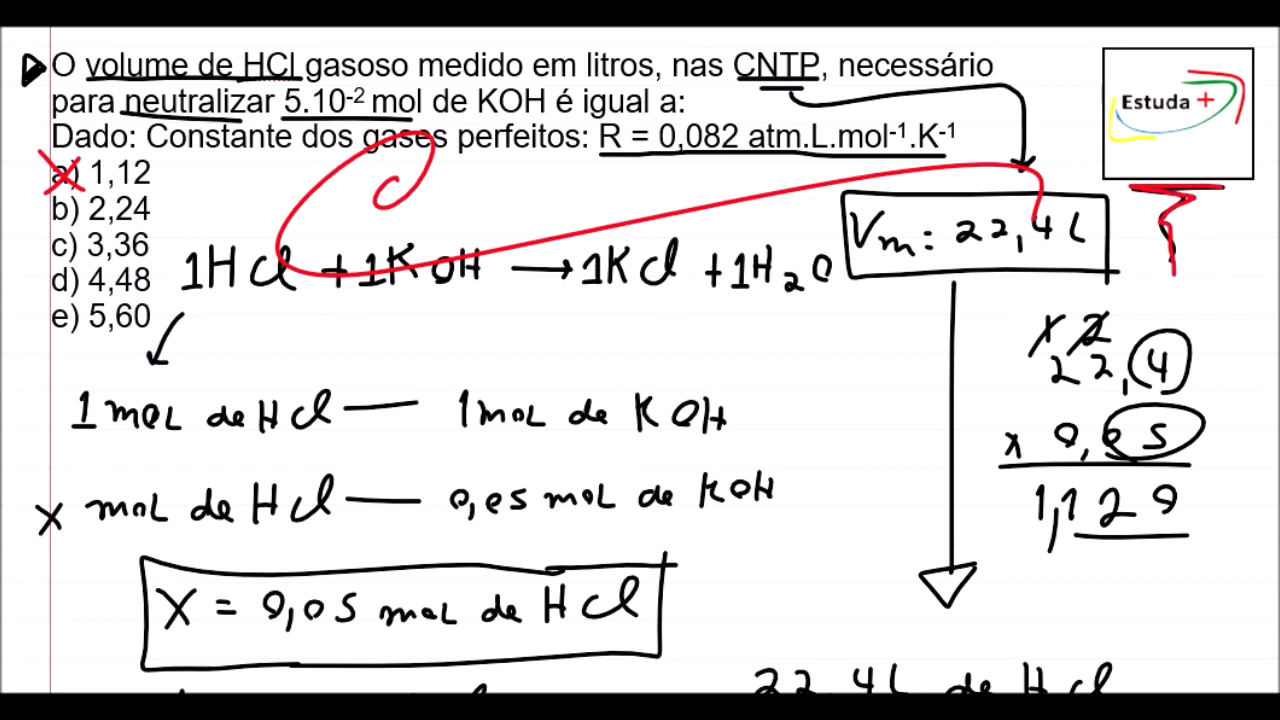 O volume de HCl gasoso medido em litros, nas CNTP, necessário
para neutralizar 5.10⁻² mol de KOH é igual a:
Dado: Constante dos gases perfeitos: R = 0,082 atm.L.mol⁻¹.K⁻¹
a) 1,12
b) 2,24
c) 3,36
d) 4,48
e) 5,60
Estuda +
Vm: 22,4 L
1HCl + 1KOH → 1KCl + 1H₂O
1 mol de HCl — 1 mol de KOH
x mol de HCl — 0,05 mol de KOH
X = 0,05 mol de HCl
1 2
22,4
x 0,05
1,120
22,4L de HCl